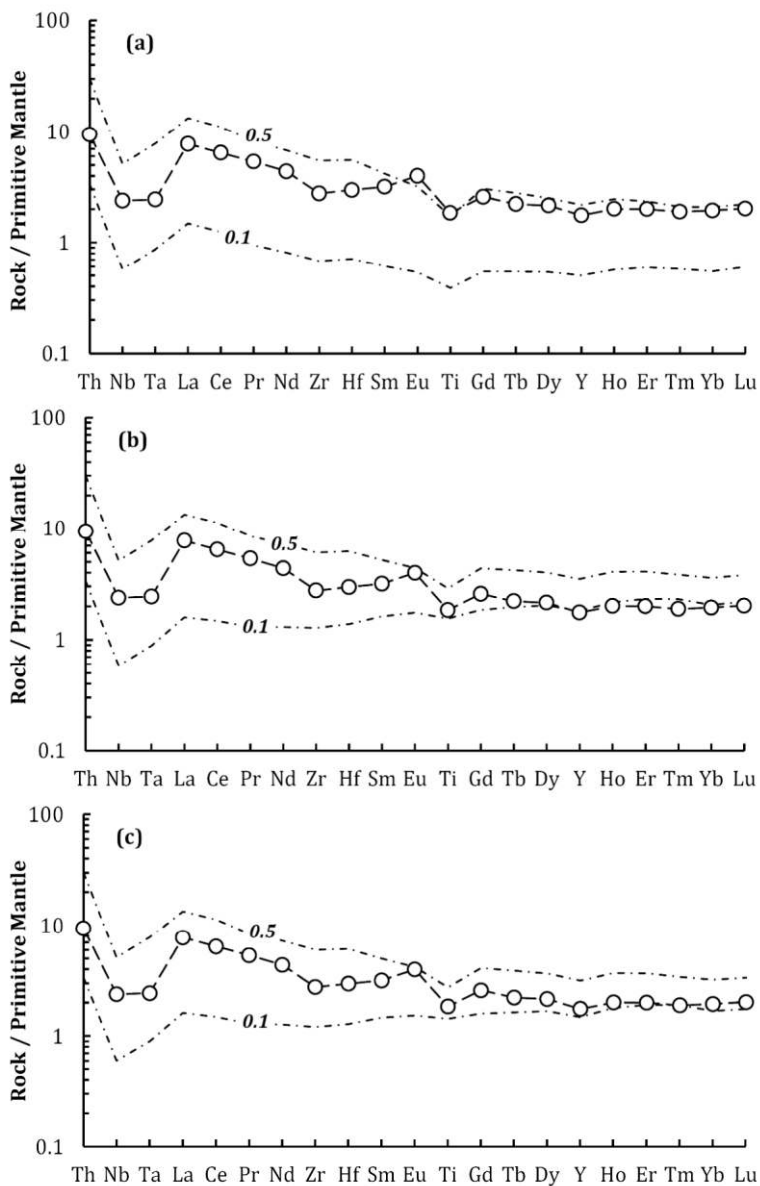 (a)
Rock / Primitive Mantle
100
10
1
0.1
0.5
0.1
Th Nb Ta La Ce Pr Nd Zr Hf Sm Eu Ti Gd Tb Dy Y Ho Er Tm Yb Lu
(b)
Rock / Primitive Mantle
100
10
1
0.1
0.5
0.1
Th Nb Ta La Ce Pr Nd Zr Hf Sm Eu Ti Gd Tb Dy Y Ho Er Tm Yb Lu
(c)
Rock / Primitive Mantle
100
10
1
0.1
0.5
0.1
Th Nb Ta La Ce Pr Nd Zr Hf Sm Eu Ti Gd Tb Dy Y Ho Er Tm Yb Lu